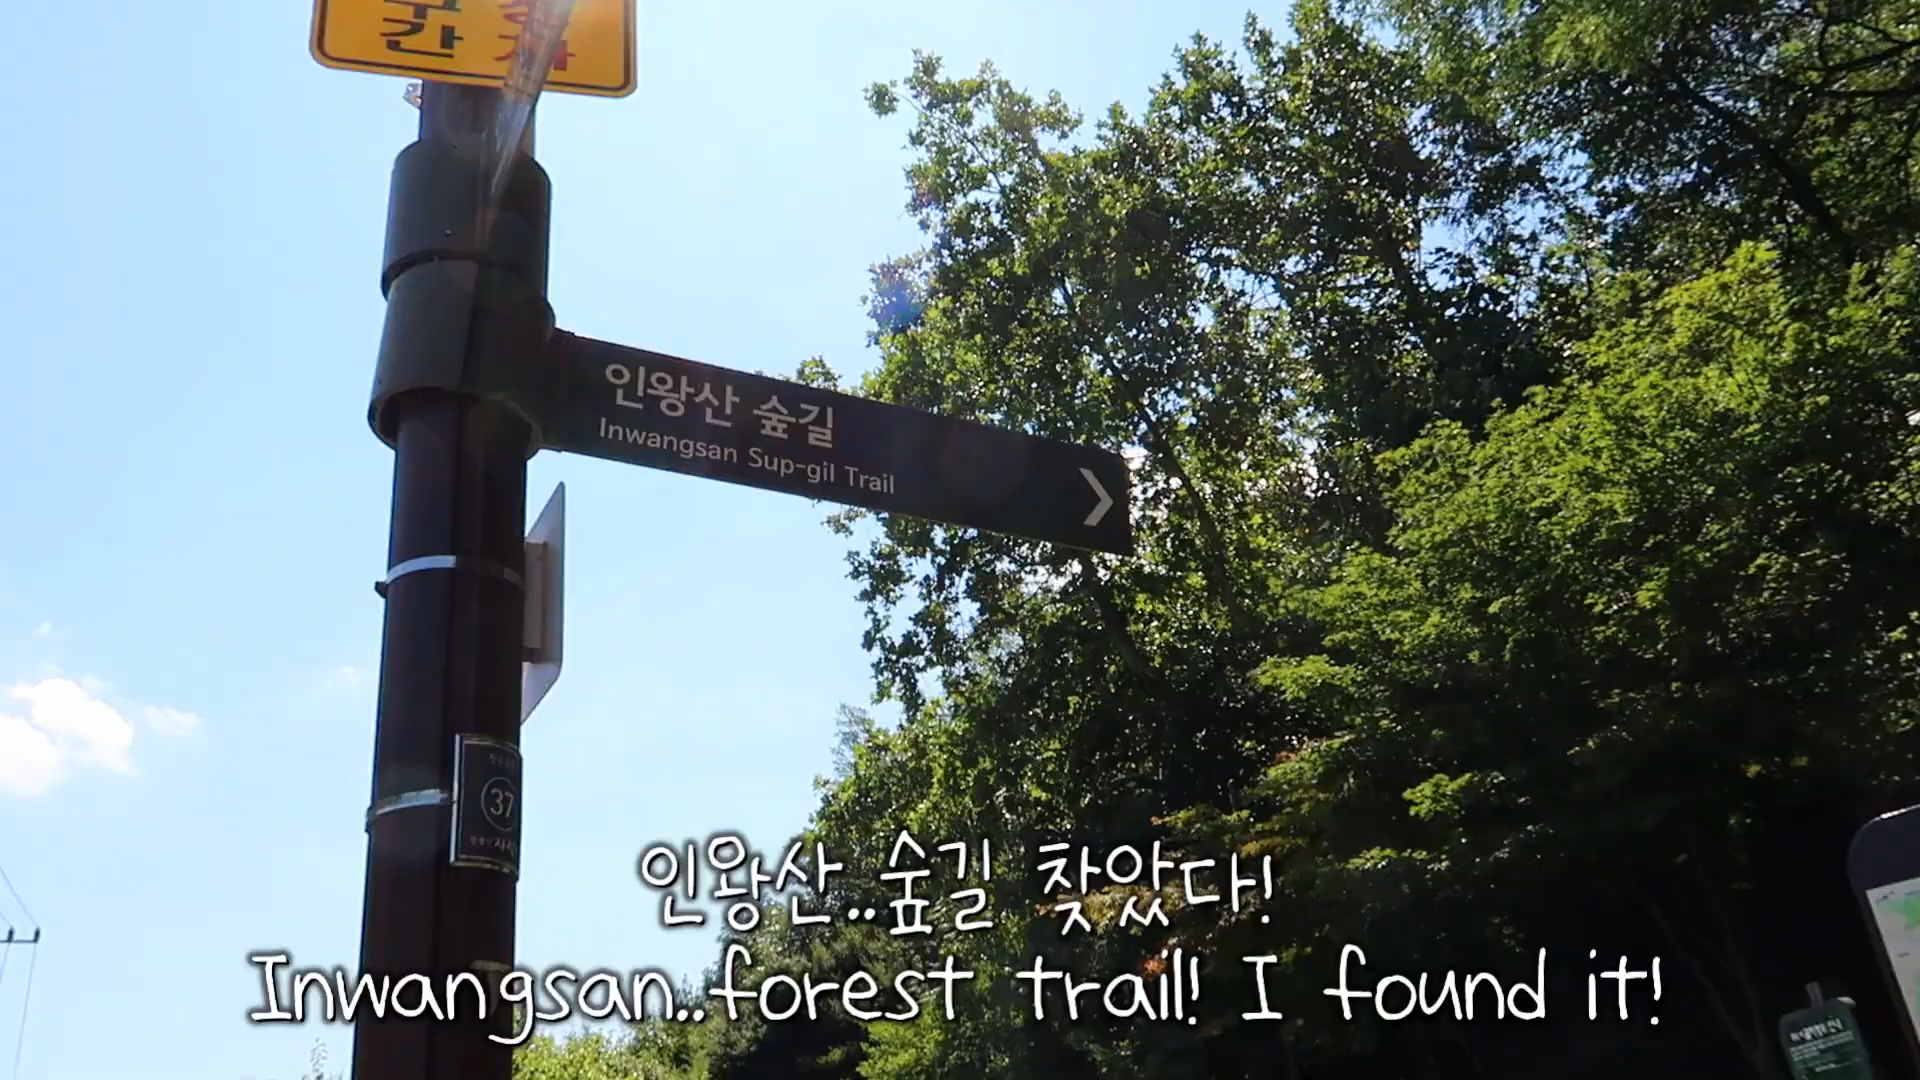 간
인왕산 숲길
Inwangsan Sup-gil Trail
37
인왕산..숲길 찾았다!
Inwangsan..forest trail! I found it!